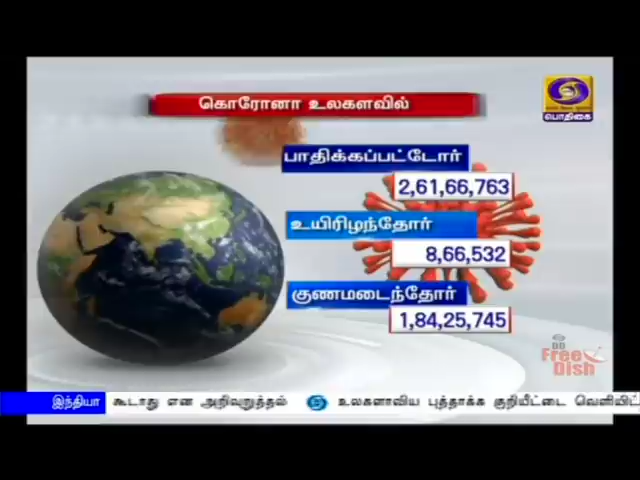 கொரோனா உலகளவில்
பொதிகை
பாதிக்கப்பட்டோர்
2,61,66,763
உயிரிழந்தோர்
8,66,532
குணமடைந்தோர்
1,84,25,745
DD
Free
Dish
இந்தியா கூடாது என அறிவுறுத்தல் உலகளாவிய புத்தாக்க குறியீட்டை வெளியிட்